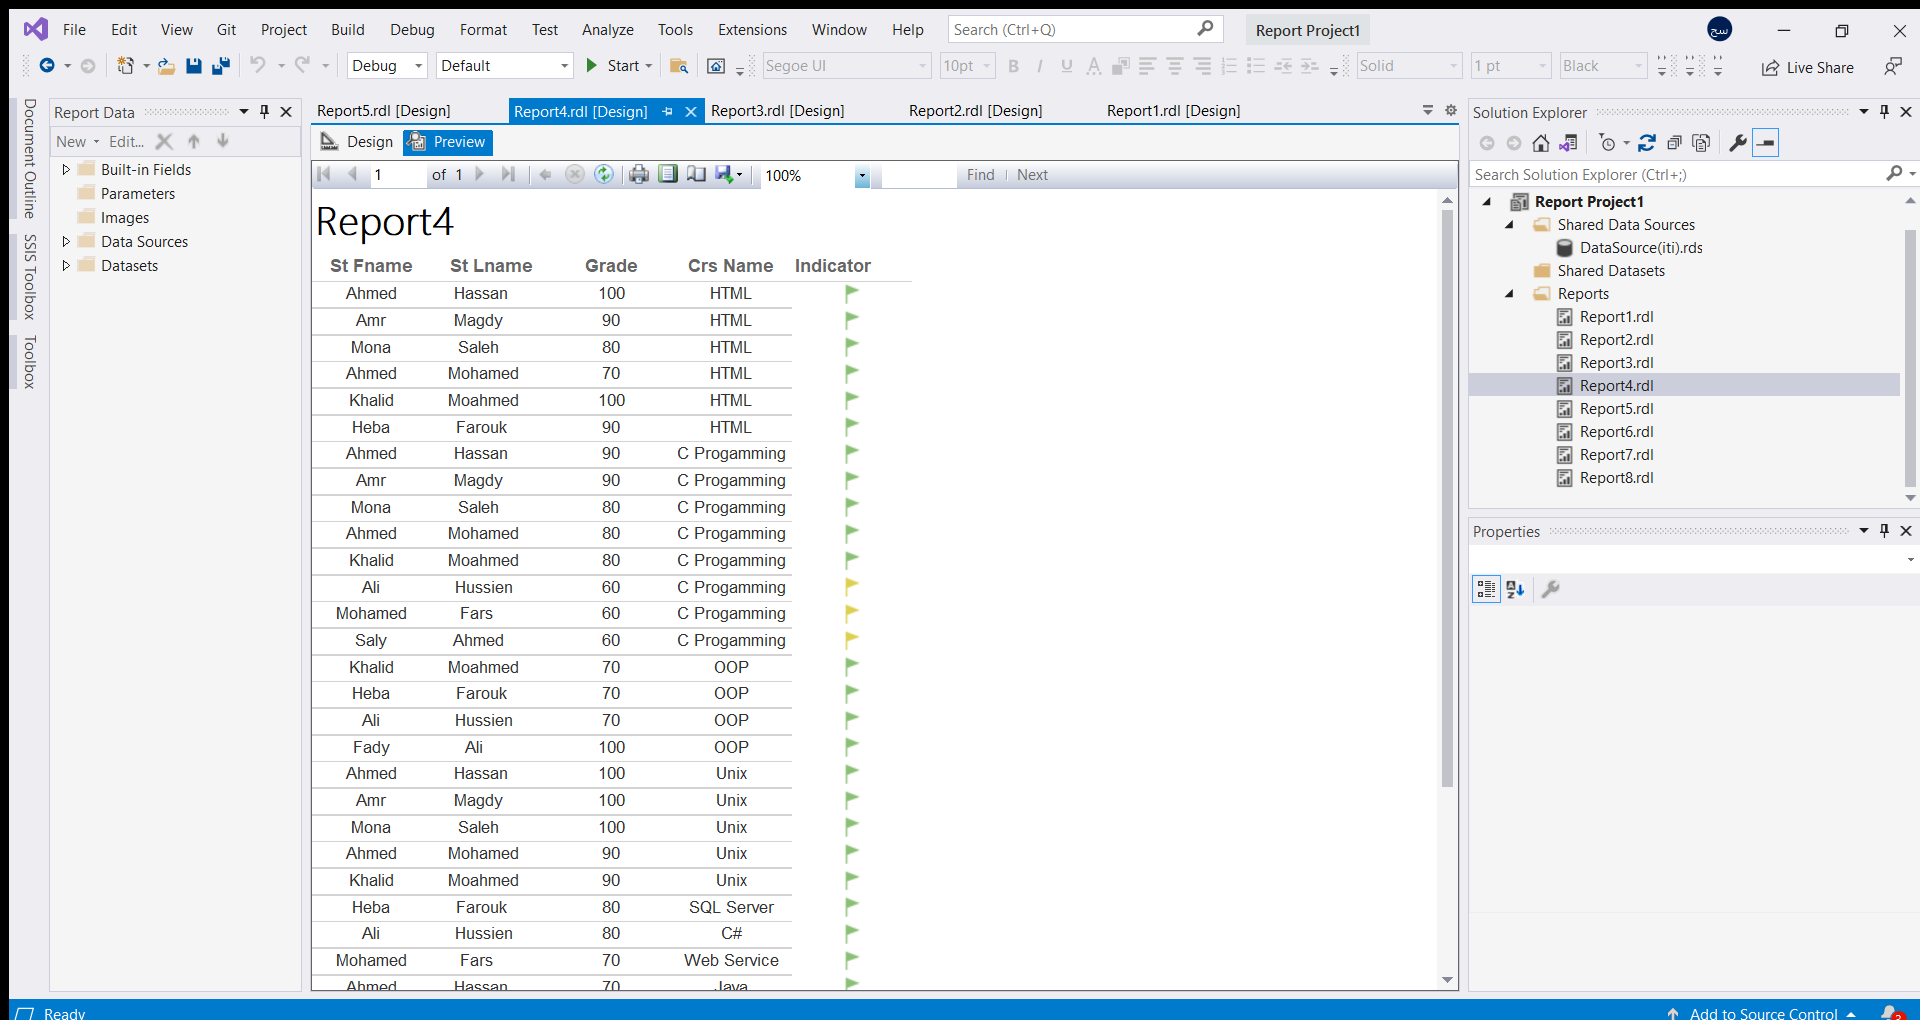 File Edit View Git Project Build Debug Format Test Analyze Tools Extensions Window Help Search (Ctrl+Q) Report Project1
Debug Default Start Segoe UI 10pt B I U A Solid 1 pt Black Live Share
Document Outline
SSIS Toolbox
Toolbox
Report Data
New Edit...
Built-in Fields
Parameters
Images
Data Sources
Datasets
Report5.rdl [Design] Report4.rdl [Design] Report3.rdl [Design] Report2.rdl [Design] Report1.rdl [Design]
Design Preview
1 of 1 100% Find Next
Report4
St Fname St Lname Grade Crs Name Indicator
Ahmed Hassan 100 HTML
Amr Magdy 90 HTML
Mona Saleh 80 HTML
Ahmed Mohamed 70 HTML
Khalid Moahmed 100 HTML
Heba Farouk 90 HTML
Ahmed Hassan 90 C Progamming
Amr Magdy 90 C Progamming
Mona Saleh 80 C Progamming
Ahmed Mohamed 80 C Progamming
Khalid Moahmed 80 C Progamming
Ali Hussien 60 C Progamming
Mohamed Fars 60 C Progamming
Saly Ahmed 60 C Progamming
Khalid Moahmed 70 OOP
Heba Farouk 70 OOP
Ali Hussien 70 OOP
Fady Ali 100 OOP
Ahmed Hassan 100 Unix
Amr Magdy 100 Unix
Mona Saleh 100 Unix
Ahmed Mohamed 90 Unix
Khalid Moahmed 90 Unix
Heba Farouk 80 SQL Server
Ali Hussien 80 C#
Mohamed Fars 70 Web Service
Ahmed Hassan 70 Java
Solution Explorer
Search Solution Explorer (Ctrl+;)
Report Project1
Shared Data Sources
DataSource(iti).rds
Shared Datasets
Reports
Report1.rdl
Report2.rdl
Report3.rdl
Report4.rdl
Report5.rdl
Report6.rdl
Report7.rdl
Report8.rdl
Properties
Ready Add to Source Control